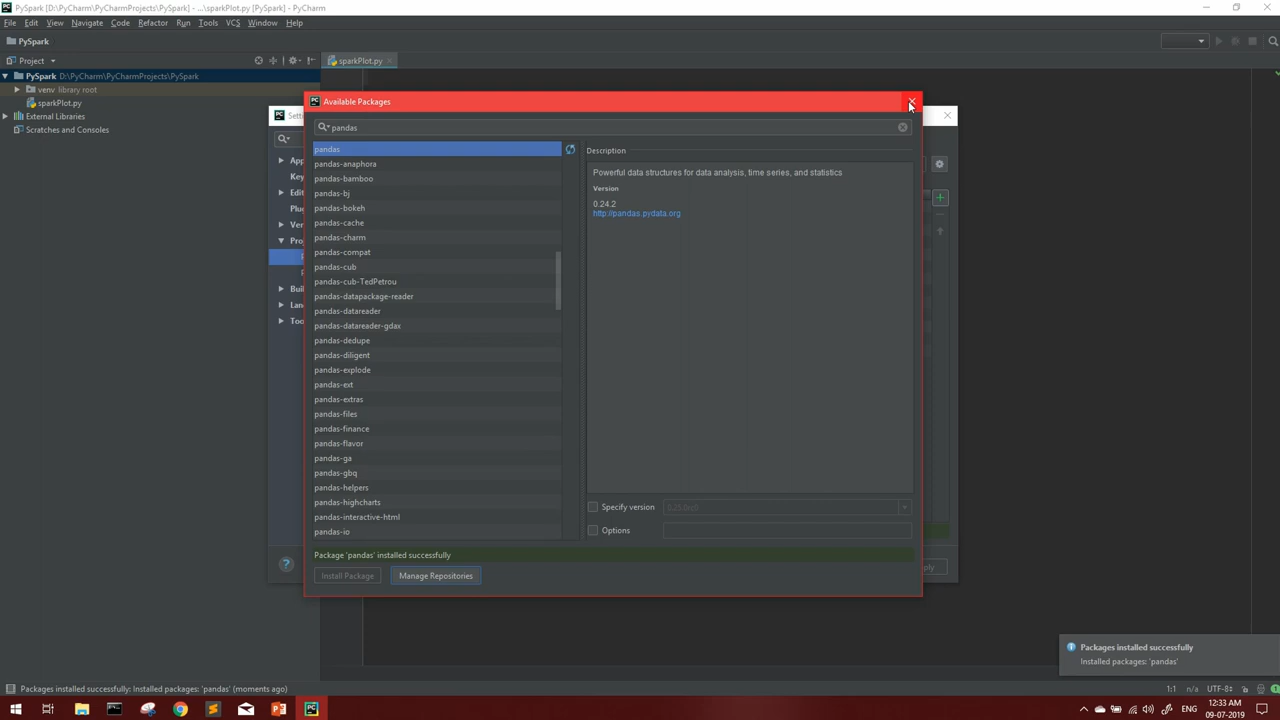 PySpark [D:\PyCharm\PyCharmProjects\PySpark] - ...\sparkPlot.py [PySpark] - PyCharm
File Edit View Navigate Code Refactor Run Tools VCS Window Help
PySpark
Project
sparkPlot.py
PySpark D:\PyCharm\PyCharmProjects\PySpark
venv library root
sparkPlot.py
External Libraries
Scratches and Consoles
Available Packages
pandas
pandas
pandas-anaphora
pandas-bamboo
pandas-bj
pandas-bokeh
pandas-cache
pandas-charm
pandas-compat
pandas-cub
pandas-cub-TedPetrou
pandas-datapackage-reader
pandas-datareader
pandas-datareader-gdax
pandas-dedupe
pandas-diligent
pandas-explode
pandas-ext
pandas-extras
pandas-files
pandas-finance
pandas-flavor
pandas-ga
pandas-gbq
pandas-helpers
pandas-highcharts
pandas-interactive-html
pandas-io
Description
Powerful data structures for data analysis, time series, and statistics
Version
0.24.2
http://pandas.pydata.org
Specify version
Options
Package 'pandas' installed successfully
Install Package Manage Repositories
Packages installed successfully
Installed packages: 'pandas'
Packages installed successfully: Installed packages: 'pandas' (moments ago)
1:1 n/a UTF-8
ENG
12:33 AM
09-07-2019